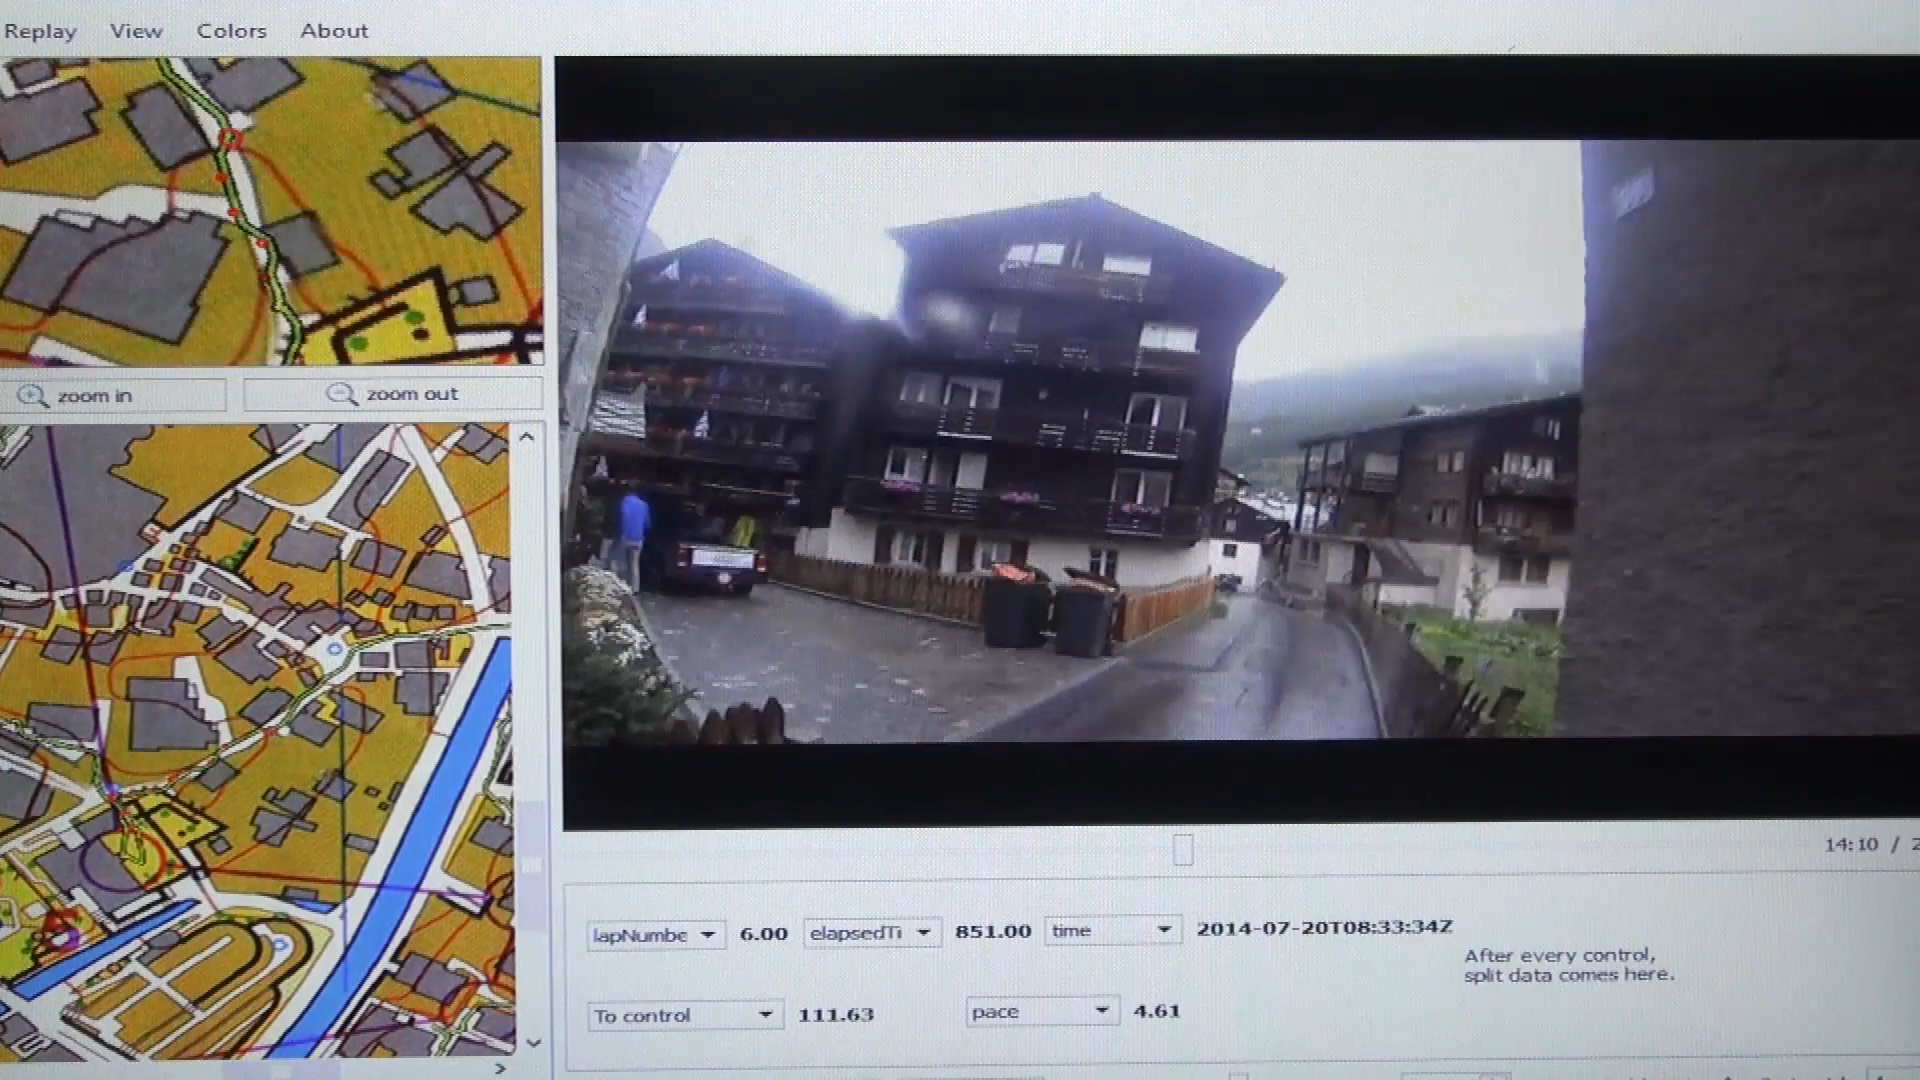 Replay View Colors About
zoom in zoom out
14:10 /
lapNumbe 6.00 elapsedTi 851.00 time 2014-07-20T08:33:34Z
After every control,
split data comes here.
To control 111.63 pace 4.61